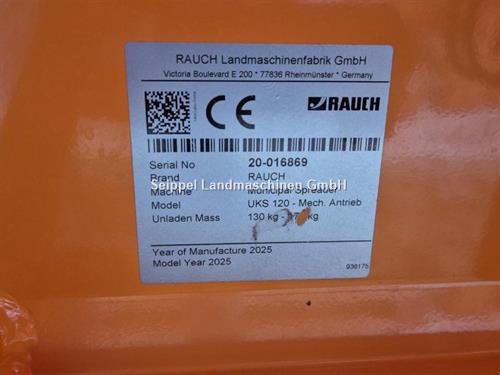 RAUCH Landmaschinenfabrik GmbH
Victoria Boulevard E 200 * 77836 Rheinmünster * Germany
CE
RAUCH
Serial No 20-016869
Brand RAUCH
Seippel Landmaschinen GmbH
Machine Municipal Spreader
Model UKS 120 - Mech. Antrieb
Unladen Mass 130 kg - kg
Year of Manufacture 2025
Model Year 2025
936175